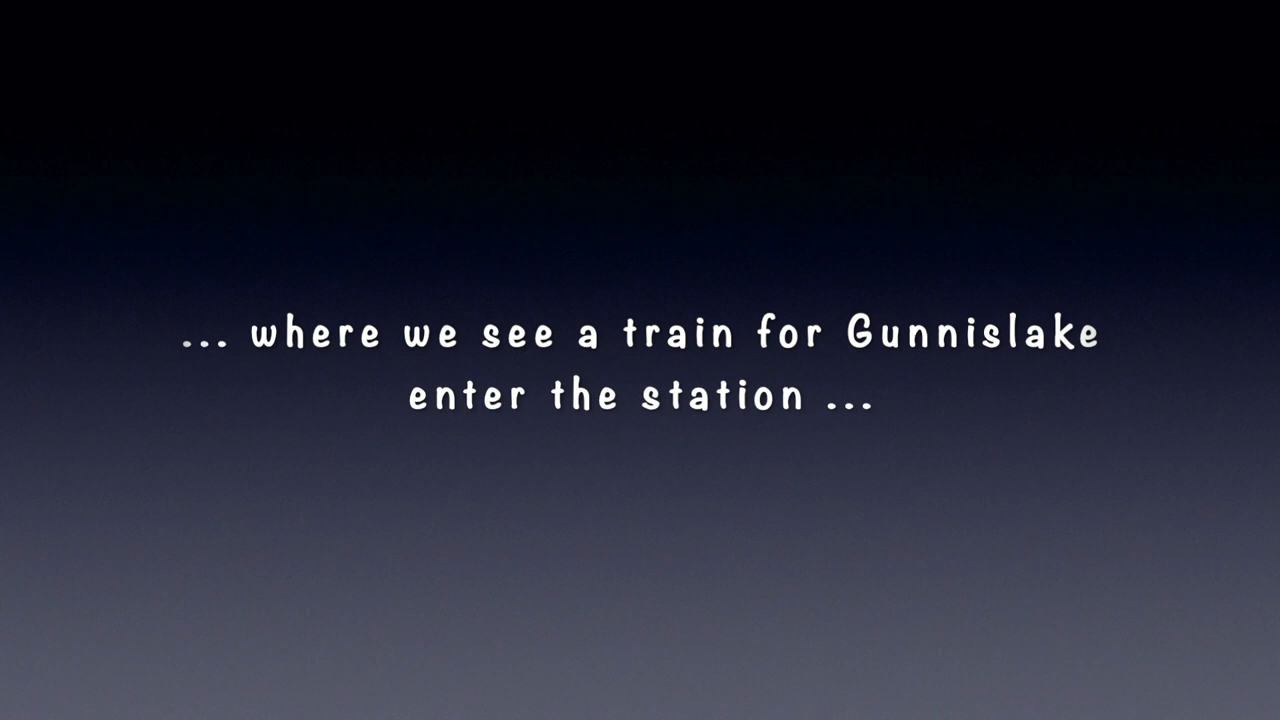 ... where we see a train for Gunnislake
enter the station ...